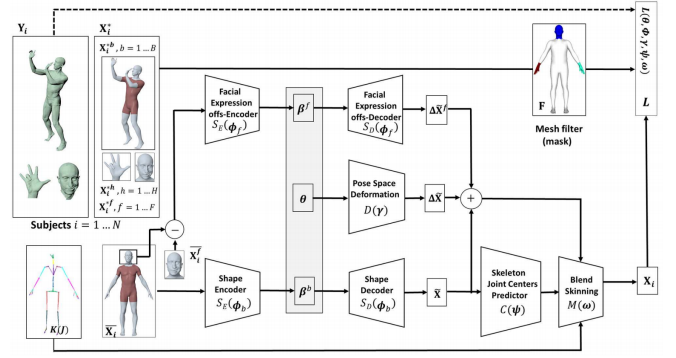 Y_i
X_i^*
X_i^{*b}, b = 1 … B
X_i^{*h}, h = 1 … H
X_i^{*f}, f = 1 … F
Subjects i = 1 … N
Facial
Expression
offs-Encoder
S_E(ϕ_f)
β^f
Facial
Expression
offs-Decoder
S_D(ϕ_f)
ΔX̃^f
F
Mesh filter
(mask)
L(θ, Φ, γ, ψ, ω)
L
θ
Pose Space
Deformation
D(γ)
ΔX̃
+
−
X̄_i^f
K(J)
X̄_i
Shape
Encoder
S_E(ϕ_b)
β^b
Shape
Decoder
S_D(ϕ_b)
X̃
Skeleton
Joint Centers
Predictor
C(ψ)
Blend
Skinning
M(ω)
X_i